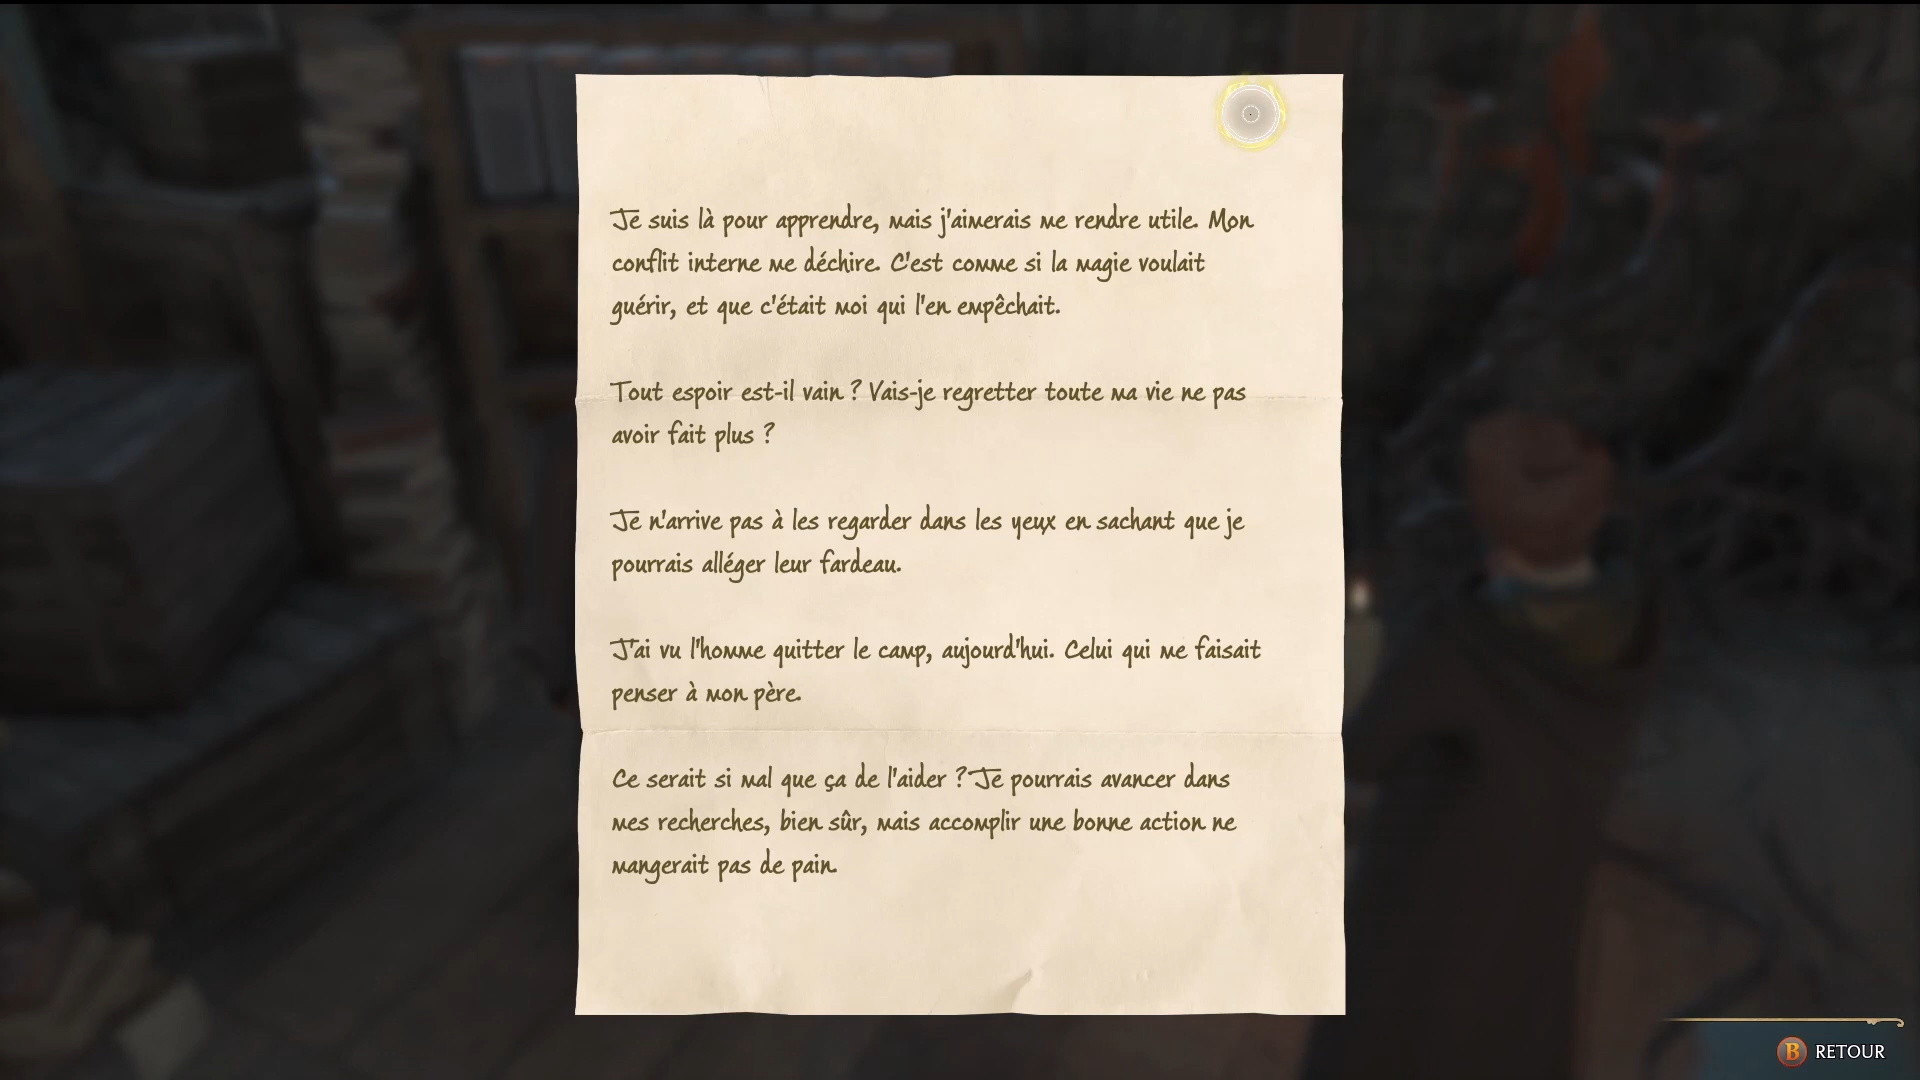 Je suis là pour apprendre, mais j'aimerais me rendre utile. Mon
conflit interne me déchire. C'est comme si la magie voulait
guérir, et que c'était moi qui l'en empêchait.
Tout espoir est-il vain ? Vais-je regretter toute ma vie ne pas
avoir fait plus ?
Je n'arrive pas à les regarder dans les yeux en sachant que je
pourrais alléger leur fardeau.
J'ai vu l'homme quitter le camp, aujourd'hui. Celui qui me faisait
penser à mon père.
Ce serait si mal que ça de l'aider ? Je pourrais avancer dans
mes recherches, bien sûr, mais accomplir une bonne action ne
mangerait pas de pain.
B RETOUR